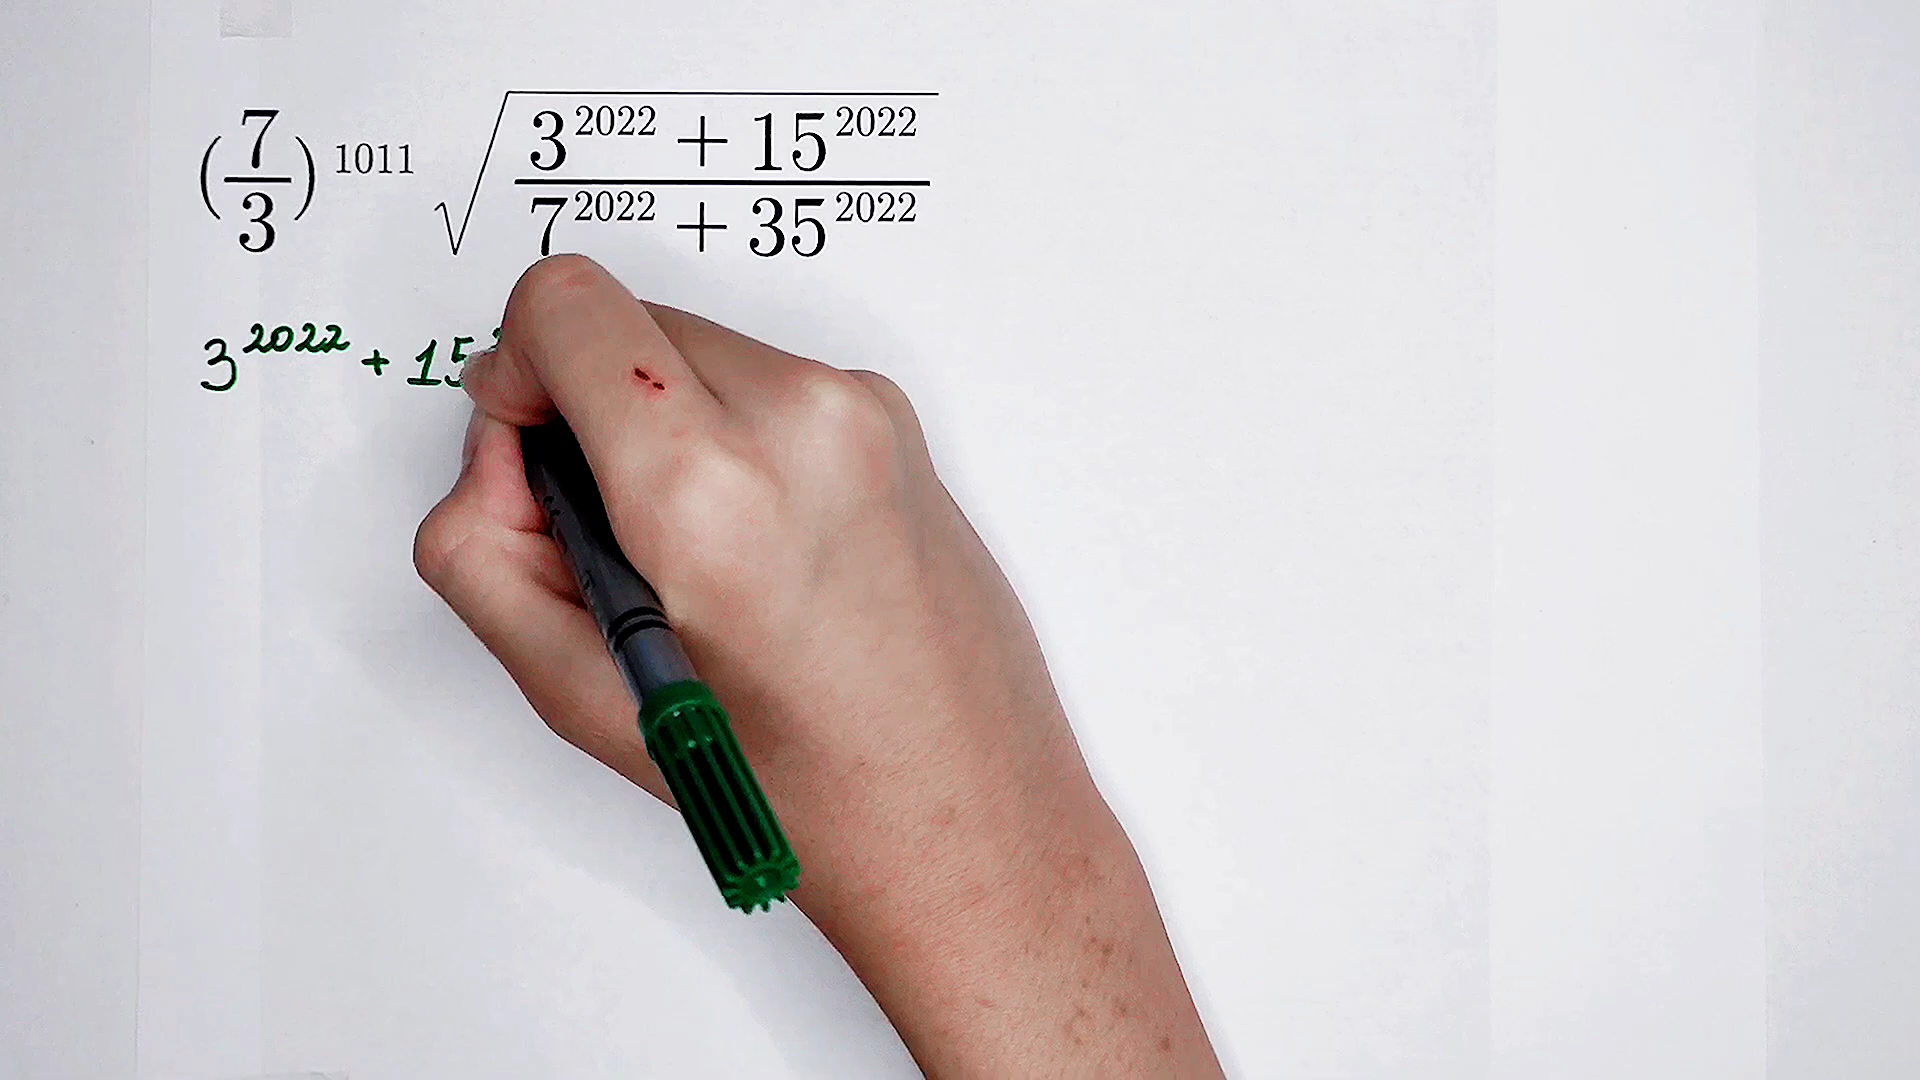 (7/3)^1011 √((3^2022 + 15^2022)/(7^2022 + 35^2022))
3^2022 + 15